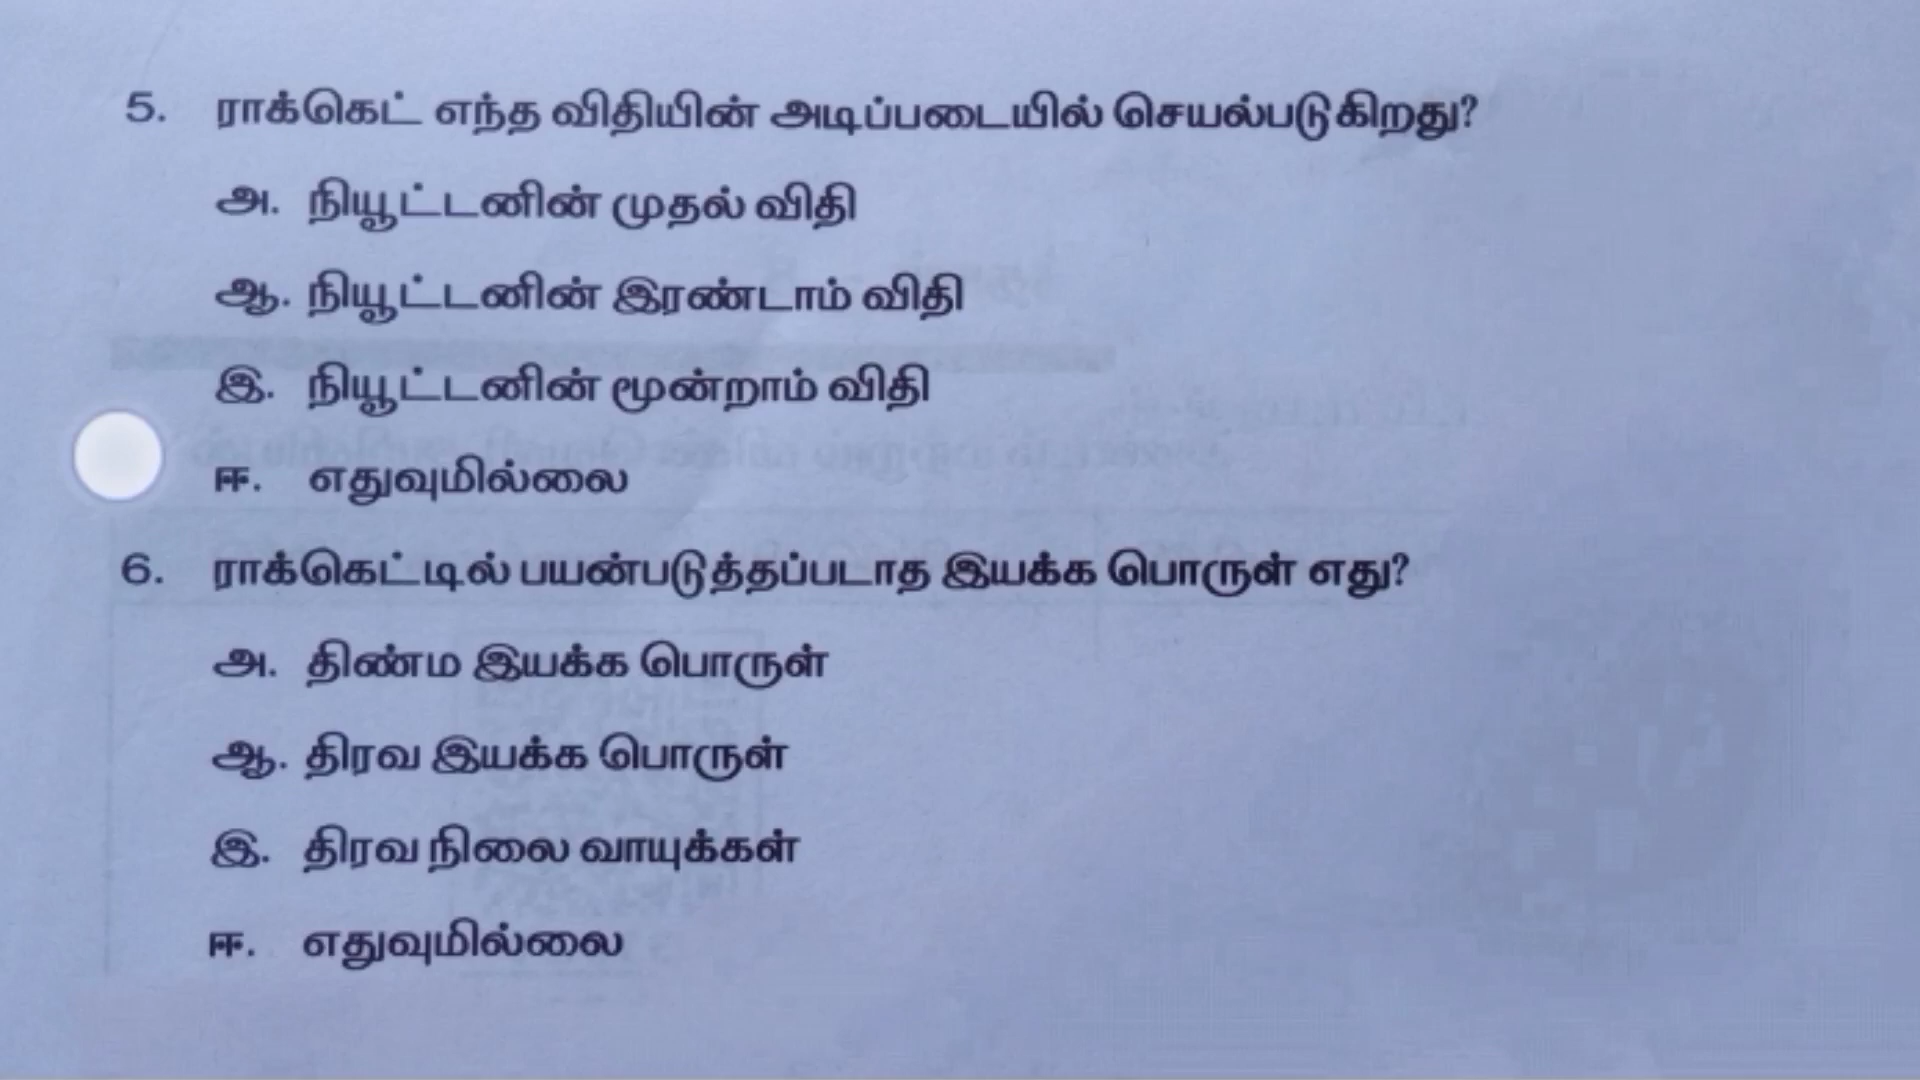 5. ராக்கெட் எந்த விதியின் அடிப்படையில் செயல்படுகிறது?
அ. நியூட்டனின் முதல் விதி
ஆ. நியூட்டனின் இரண்டாம் விதி
இ. நியூட்டனின் மூன்றாம் விதி
ஈ. எதுவுமில்லை
6. ராக்கெட்டில் பயன்படுத்தப்படாத இயக்க பொருள் எது?
அ. திண்ம இயக்க பொருள்
ஆ. திரவ இயக்க பொருள்
இ. திரவ நிலை வாயுக்கள்
ஈ. எதுவுமில்லை